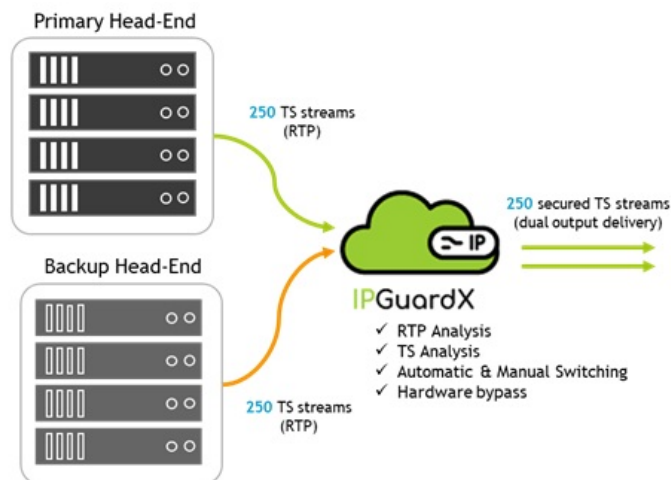 Primary Head-End
250 TS streams
(RTP)
250 secured TS streams
(dual output delivery)
IP
Backup Head-End
IPGuardX
✓ RTP Analysis
✓ TS Analysis
✓ Automatic & Manual Switching
✓ Hardware bypass
250 TS streams
(RTP)